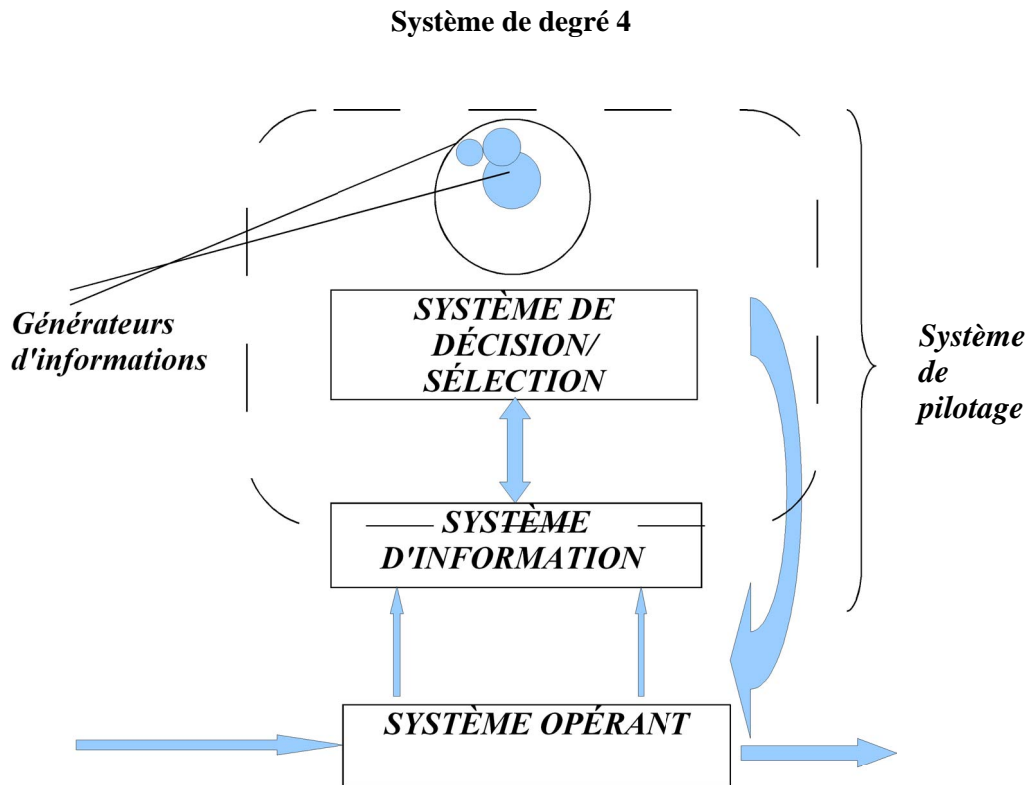 Système de degré 4
Générateurs
d'informations
SYSTÈME DE
DÉCISION/
SÉLECTION
Système
de
pilotage
SYSTÈME
D'INFORMATION
SYSTÈME OPÉRANT